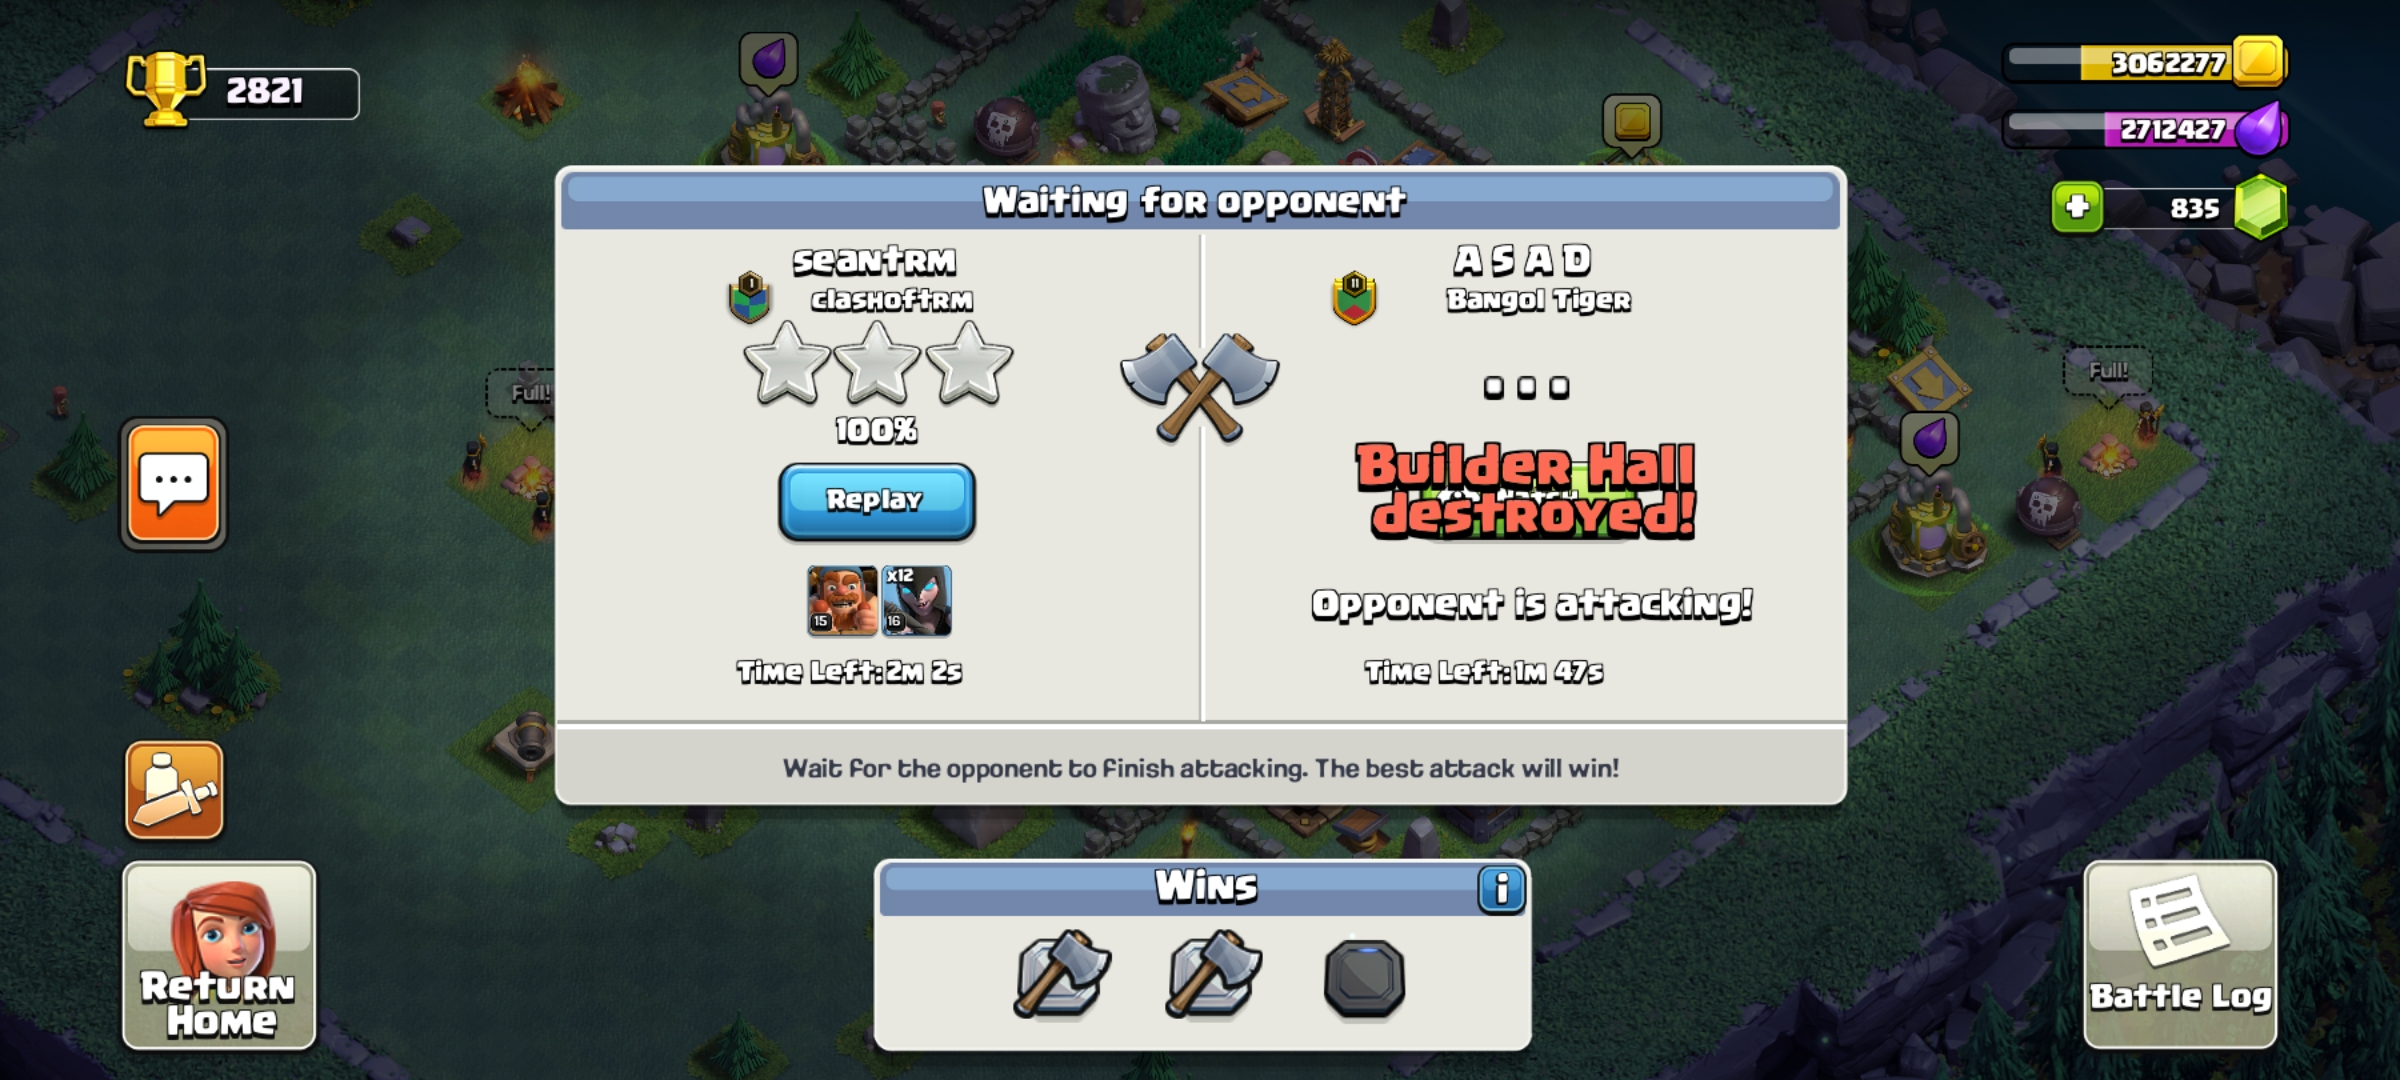 2821
3062277
2712427
835
Waiting for opponent
seantRM
clashoftRM
100%
Replay
15
x12
16
Time Left:2m 2s
A S A D
Bangol Tiger
Builder Hall
destroyed!
Opponent is attacking!
Time Left:1m 47s
Wait for the opponent to finish attacking. The best attack will win!
Full!
Full!
1
11
Wins
i
Return
Home
Battle Log